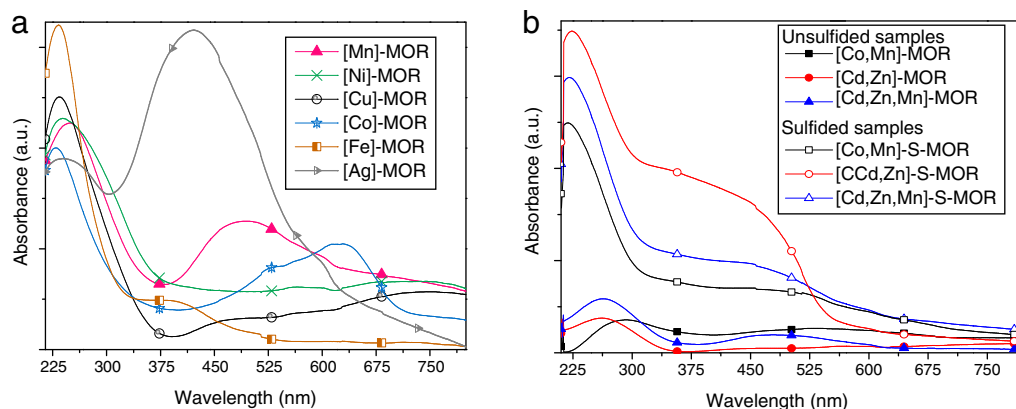 a
[Mn]-MOR
[Ni]-MOR
[Cu]-MOR
[Co]-MOR
[Fe]-MOR
[Ag]-MOR
Absorbance (a.u.)
225 300 375 450 525 600 675 750
Wavelength (nm)
b
Unsulfided samples
[Co,Mn]-MOR
[Cd,Zn]-MOR
[Cd,Zn,Mn]-MOR
Sulfided samples
[Co,Mn]-S-MOR
[CCd,Zn]-S-MOR
[Cd,Zn,Mn]-S-MOR
Absorbance (a.u.)
225 300 375 450 525 600 675 750
Wavelength (nm)